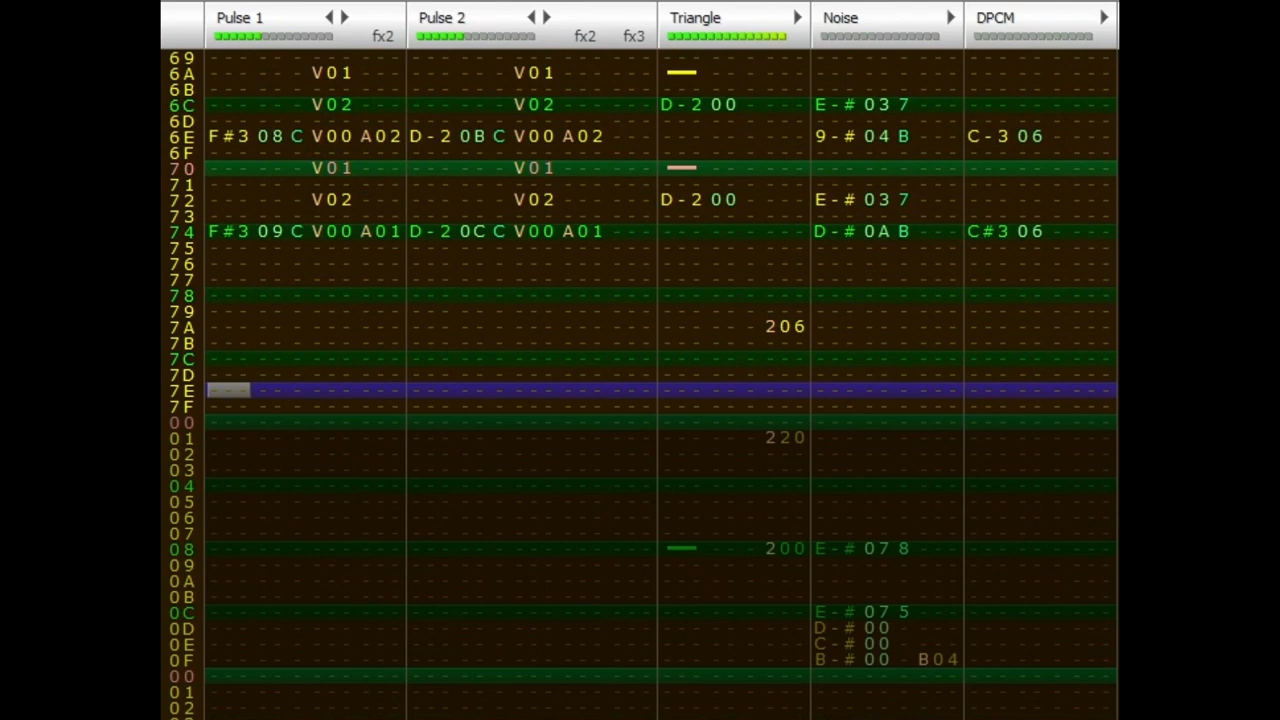 Pulse 1 Pulse 2 Triangle Noise DPCM
fx2 fx2 fx3
69
6A V01 V01
6B
6C V02 V02 D-2 00 E-# 03 7
6D
6E F#3 08 C V00 A02 D-2 0B C V00 A02 9-# 04 B C-3 06
6F
70 V01 V01
71
72 V02 V02 D-2 00 E-# 03 7
73
74 F#3 09 C V00 A01 D-2 0C C V00 A01 D-# 0A B C#3 06
75
76
77
78
79
7A 206
7B
7C
7D
7E
7F
00
01 220
02
03
04
05
06
07
08 200 E-# 07 8
09
0A
0B
0C E-# 07 5
0D D-# 00
0E C-# 00
0F B-# 00 B04
00
01
02